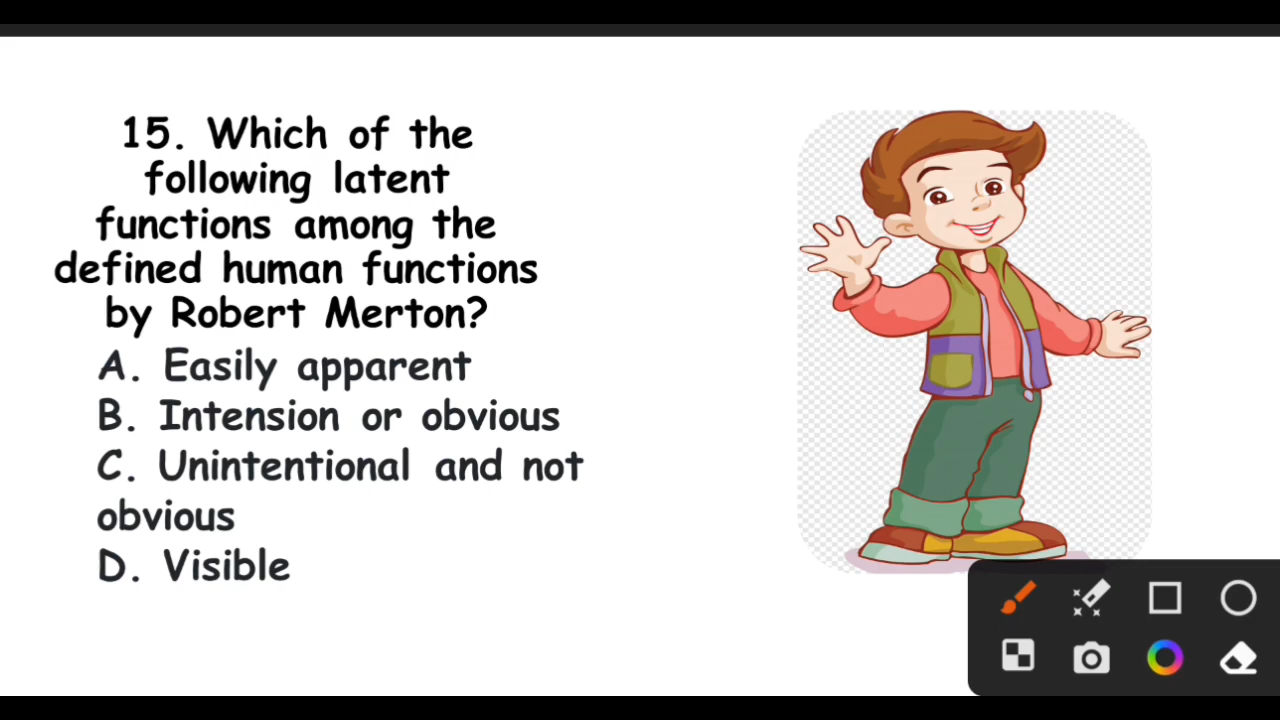 15. Which of the
following latent
functions among the
defined human functions
by Robert Merton?
A. Easily apparent
B. Intension or obvious
C. Unintentional and not
obvious
D. Visible